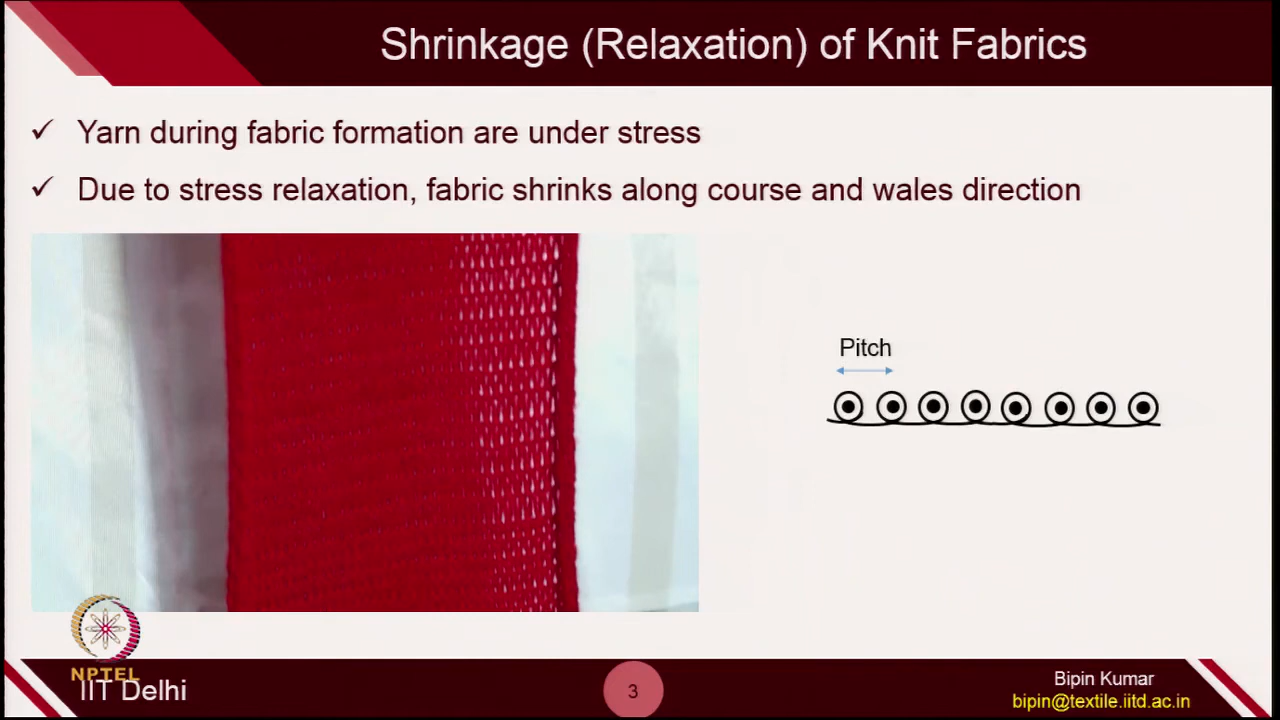 Shrinkage (Relaxation) of Knit Fabrics
✓ Yarn during fabric formation are under stress
✓ Due to stress relaxation, fabric shrinks along course and wales direction
Pitch
NPTEL
IIT Delhi
3
Bipin Kumar
bipin@textile.iitd.ac.in